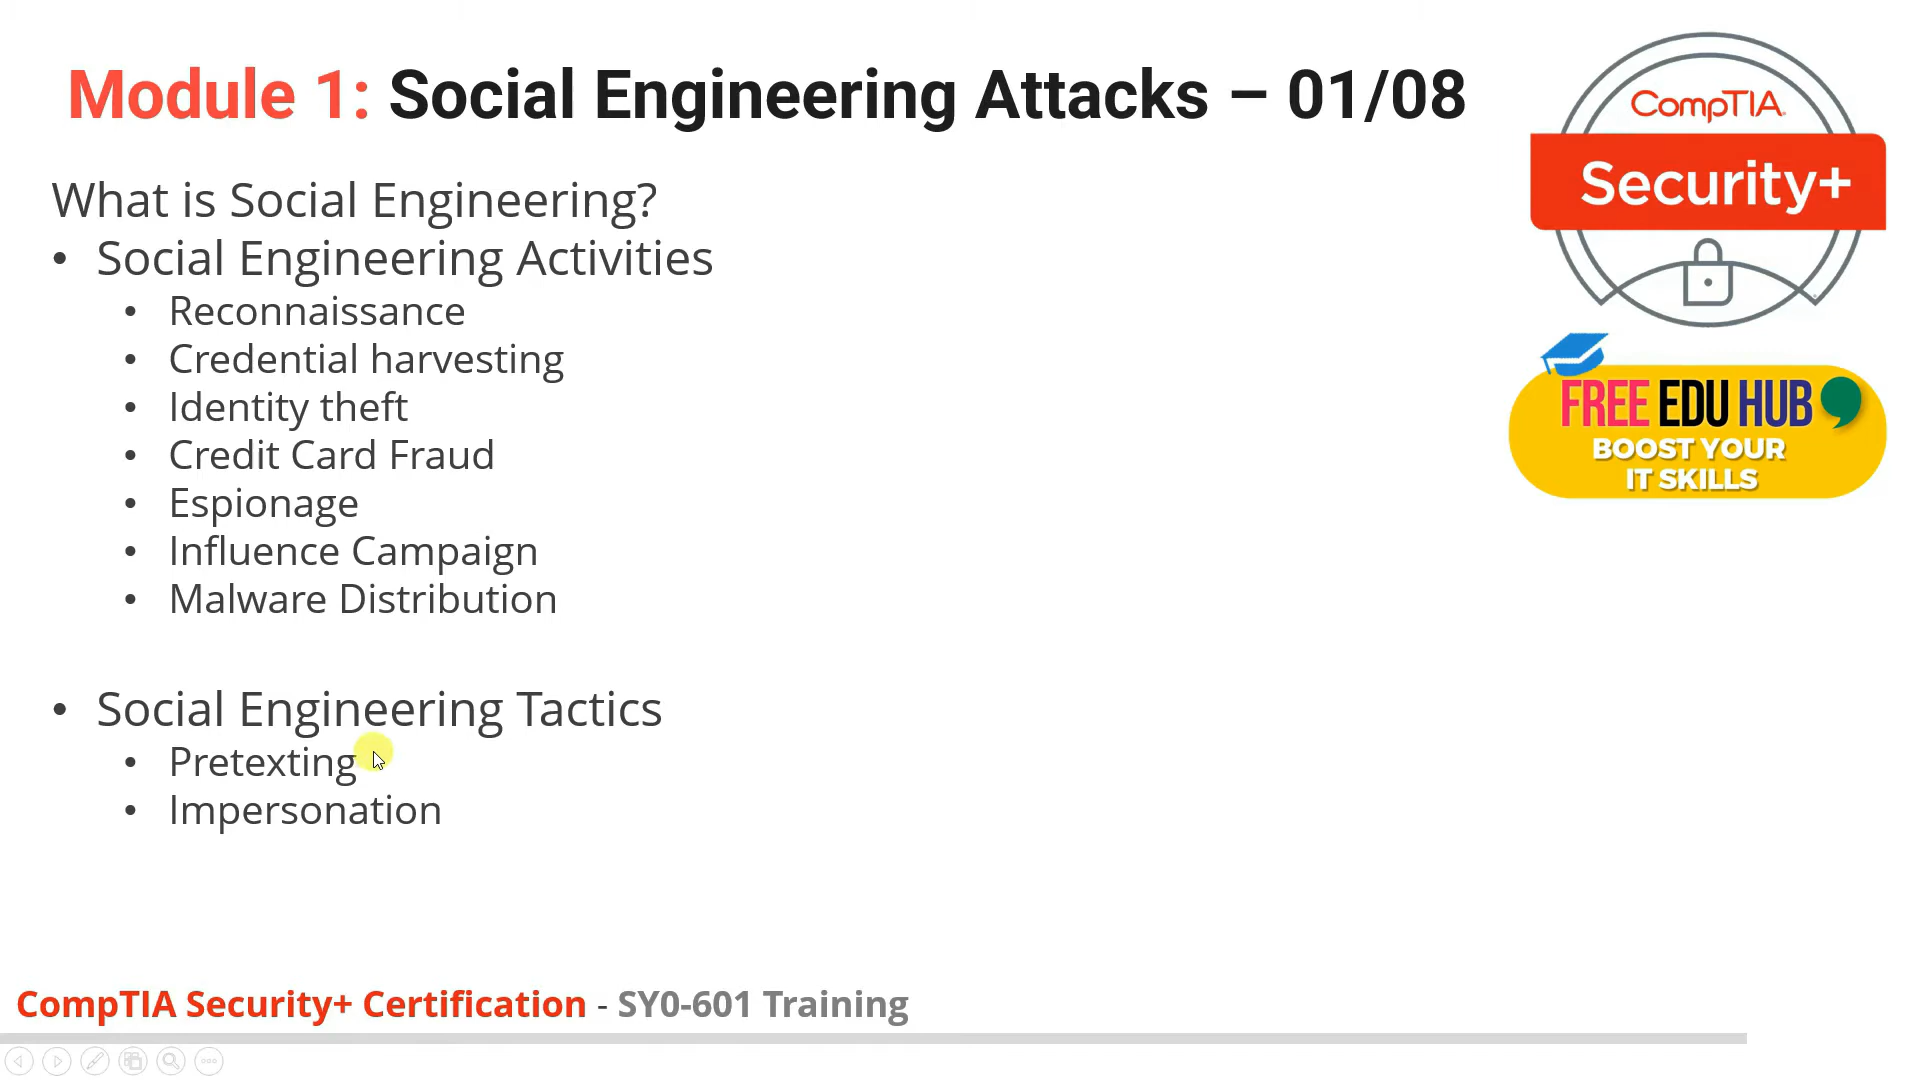 Module 1: Social Engineering Attacks – 01/08
What is Social Engineering?
• Social Engineering Activities
• Reconnaissance
• Credential harvesting
• Identity theft
• Credit Card Fraud
• Espionage
• Influence Campaign
• Malware Distribution
• Social Engineering Tactics
• Pretexting
• Impersonation
CompTIA.
Security+
FREE EDU HUB
BOOST YOUR
IT SKILLS
CompTIA Security+ Certification - SY0-601 Training